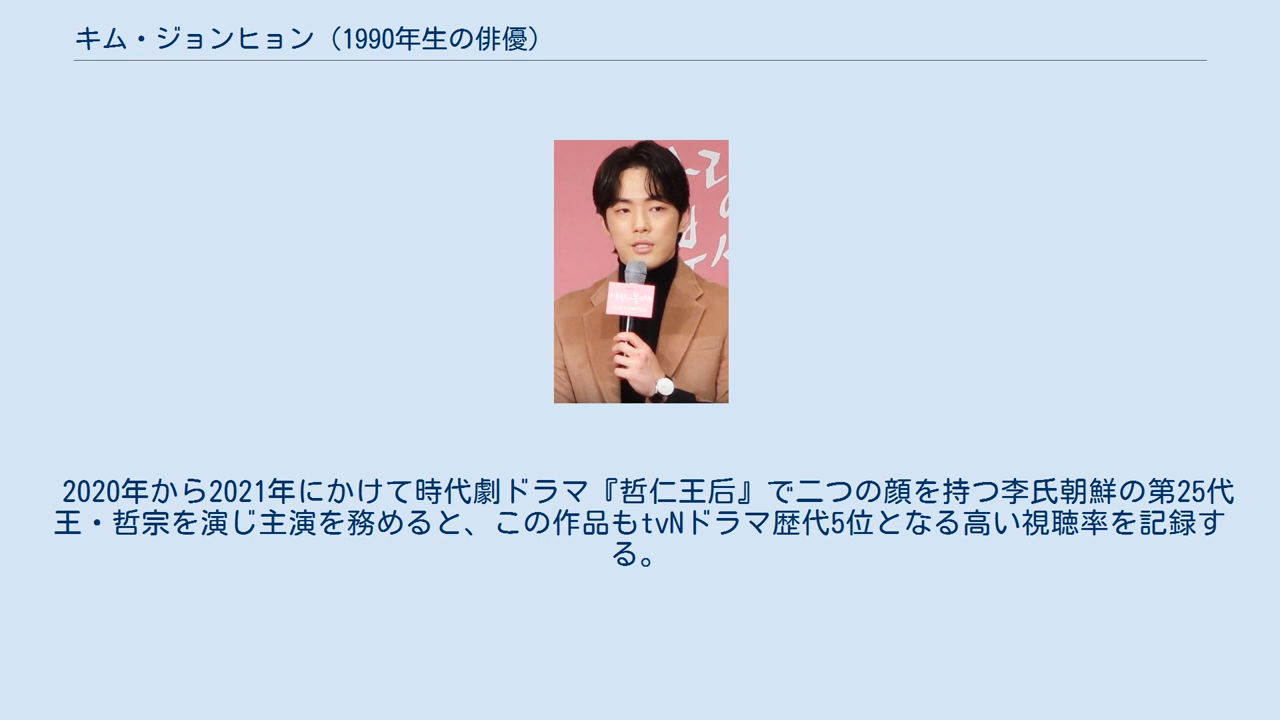 キム・ジョンヒョン（1990年生の俳優）
2020年から2021年にかけて時代劇ドラマ『哲仁王后』で二つの顔を持つ李氏朝鮮の第25代
王・哲宗を演じ主演を務めると、この作品もtvNドラマ歴代5位となる高い視聴率を記録す
る。